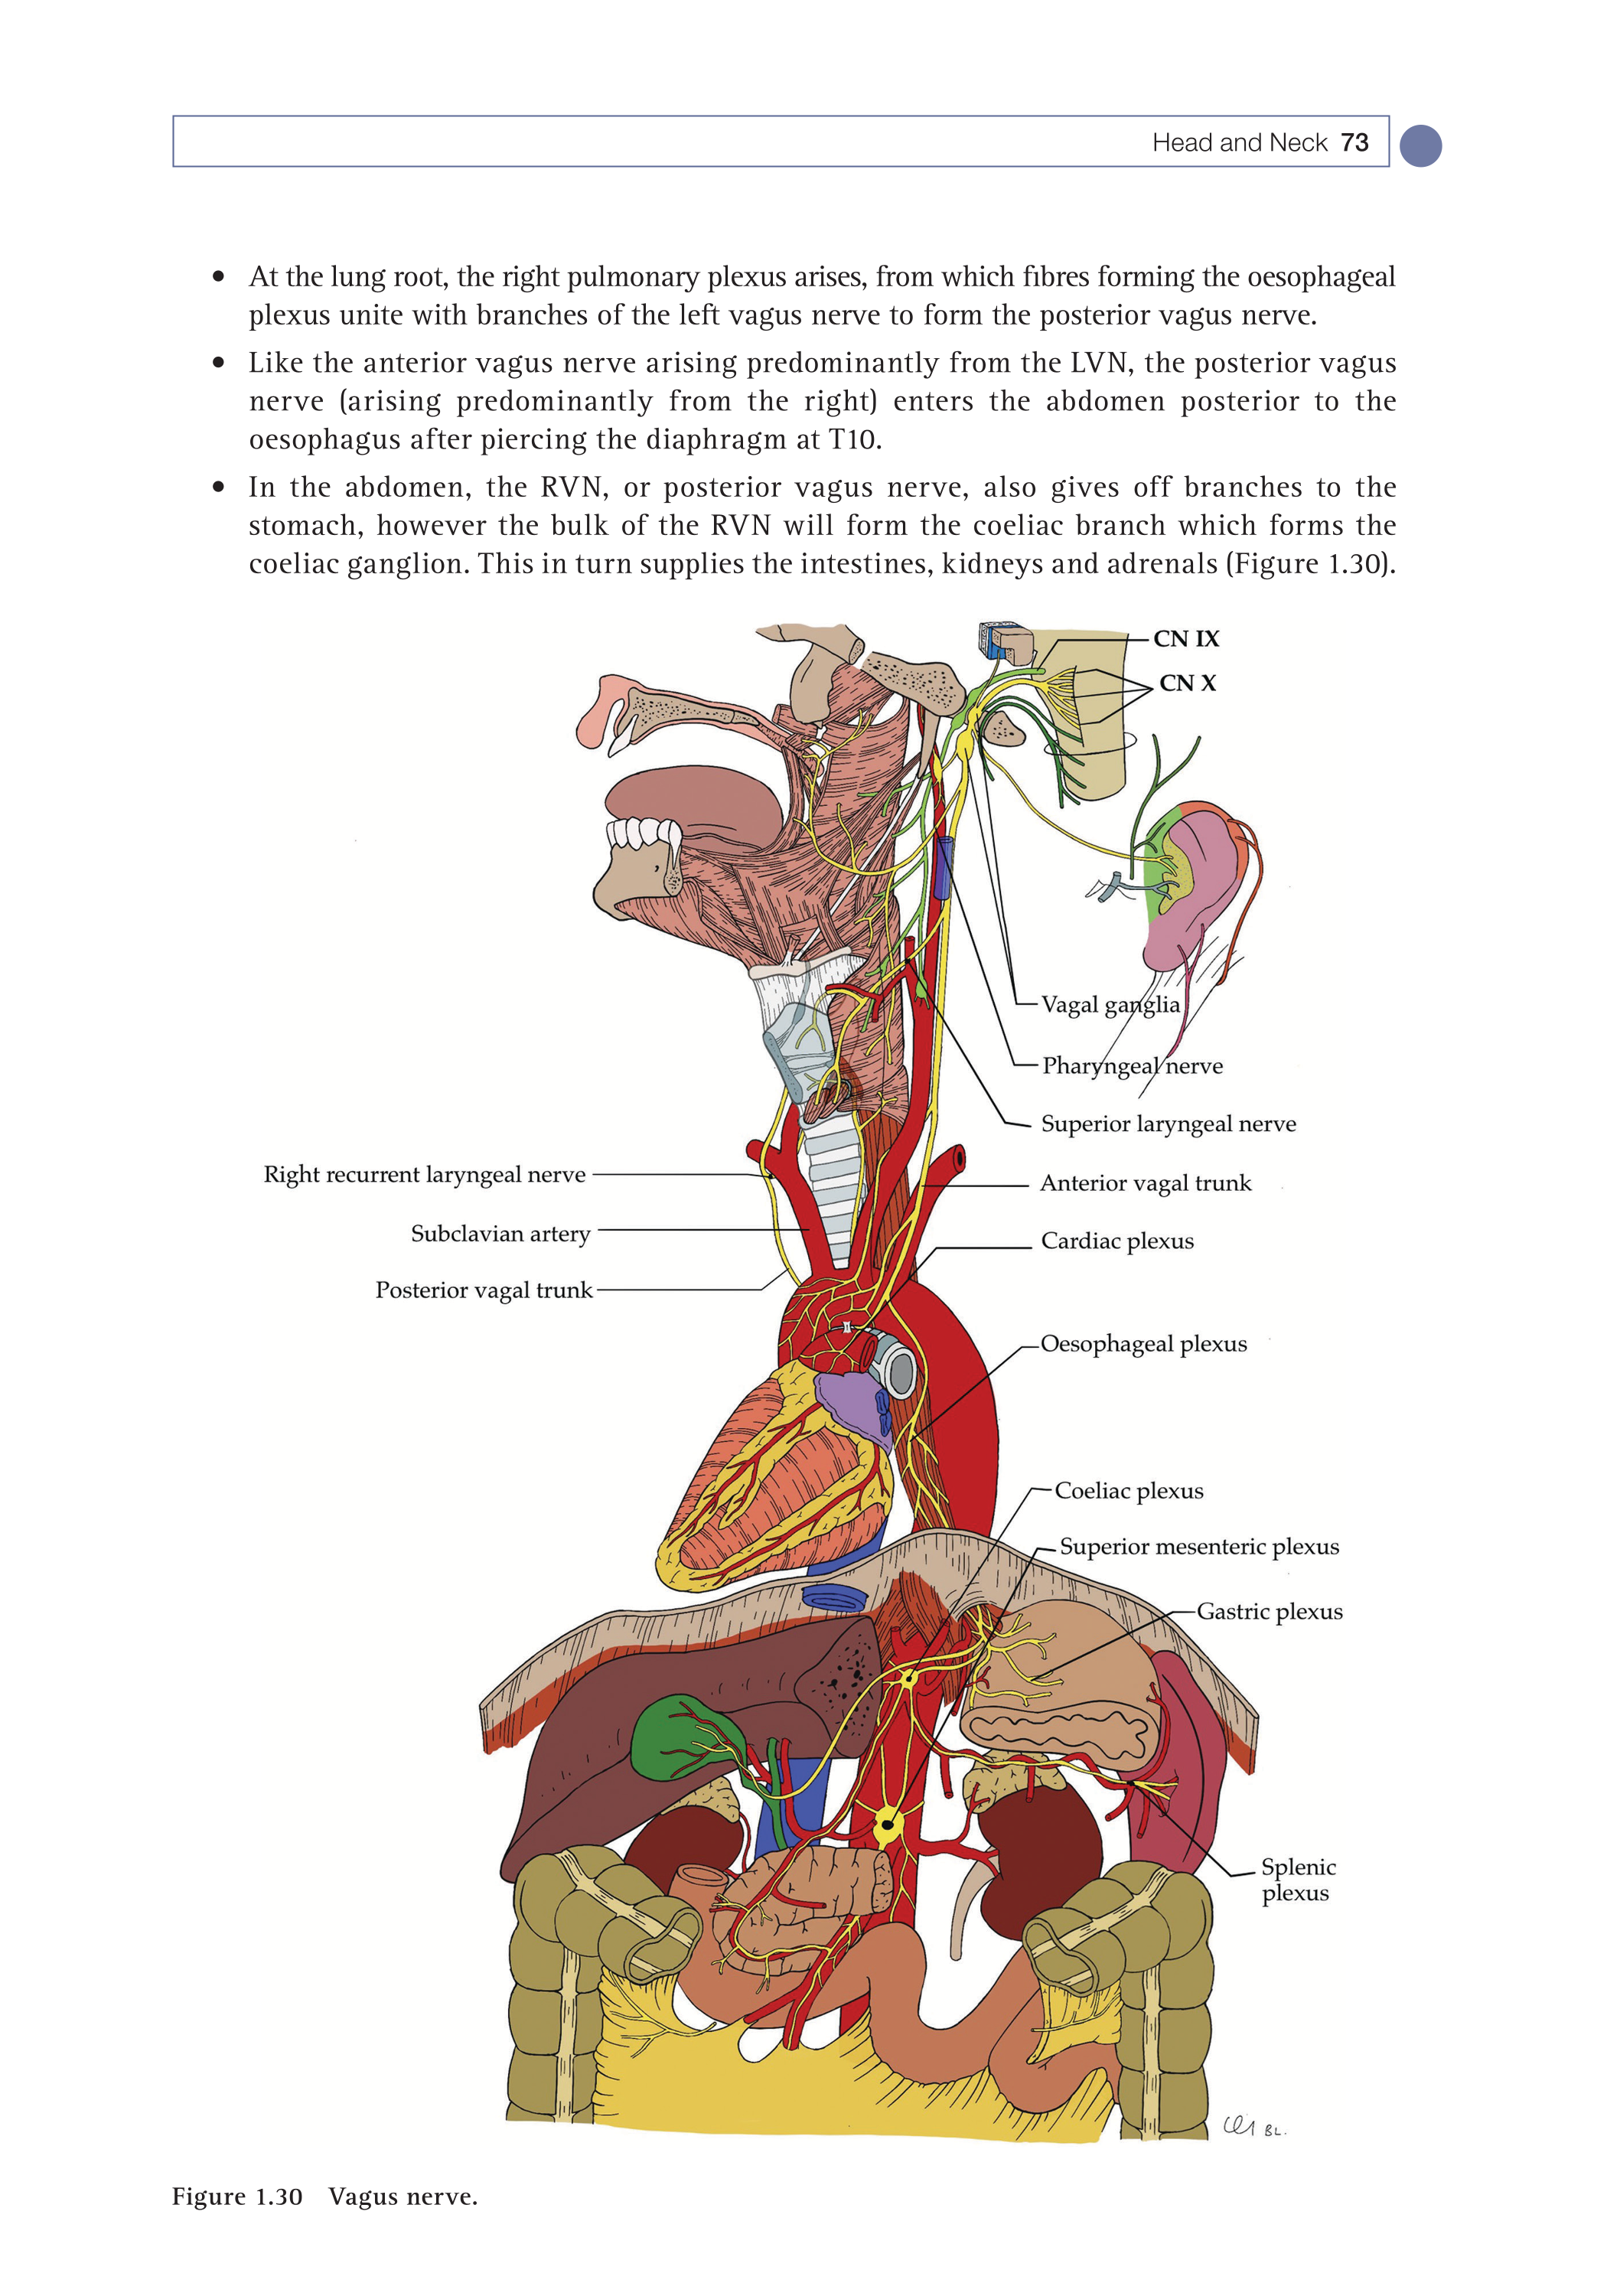 Head and Neck 73
• At the lung root, the right pulmonary plexus arises, from which fibres forming the oesophageal
plexus unite with branches of the left vagus nerve to form the posterior vagus nerve.
• Like the anterior vagus nerve arising predominantly from the LVN, the posterior vagus
nerve (arising predominantly from the right) enters the abdomen posterior to the
oesophagus after piercing the diaphragm at T10.
• In the abdomen, the RVN, or posterior vagus nerve, also gives off branches to the
stomach, however the bulk of the RVN will form the coeliac branch which forms the
coeliac ganglion. This in turn supplies the intestines, kidneys and adrenals (Figure 1.30).
CN IX
CN X
Vagal ganglia
Pharyngeal nerve
Superior laryngeal nerve
Right recurrent laryngeal nerve
Anterior vagal trunk
Subclavian artery
Cardiac plexus
Posterior vagal trunk
Oesophageal plexus
Coeliac plexus
Superior mesenteric plexus
Gastric plexus
Splenic
plexus
BL.
Figure 1.30 Vagus nerve.